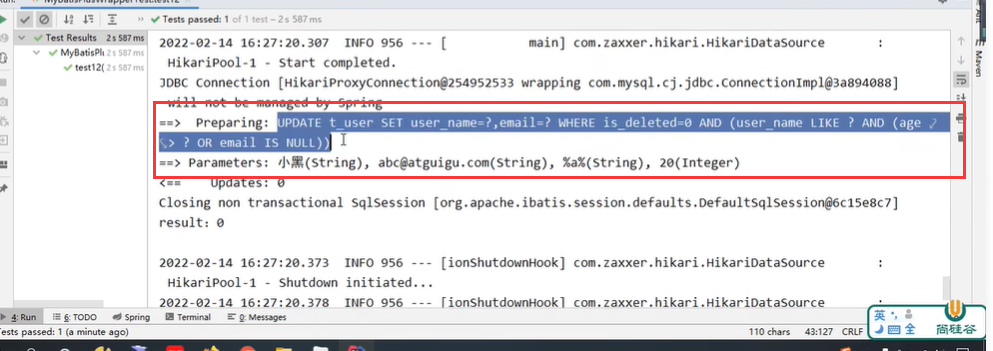 MyBatisPlusWrapperTest.test12
Tests passed: 1 of 1 test – 2 s 587 ms
Test Results 2 s 587 ms
MyBatisPl 2 s 587 ms
test12( 2 s 587 ms
2022-02-14 16:27:20.307  INFO 956 --- [           main] com.zaxxer.hikari.HikariDataSource       :
HikariPool-1 - Start completed.
JDBC Connection [HikariProxyConnection@254952533 wrapping com.mysql.cj.jdbc.ConnectionImpl@3a894088]
will not be managed by Spring
==>  Preparing: UPDATE t_user SET user_name=?,email=? WHERE is_deleted=0 AND (user_name LIKE ? AND (age
> ? OR email IS NULL))
==> Parameters: 小黑(String), abc@atguigu.com(String), %a%(String), 20(Integer)
<==    Updates: 0
Closing non transactional SqlSession [org.apache.ibatis.session.defaults.DefaultSqlSession@6c15e8c7]
result: 0
2022-02-14 16:27:20.373  INFO 956 --- [ionShutdownHook] com.zaxxer.hikari.HikariDataSource       :
HikariPool-1 - Shutdown initiated...
2022-02-14 16:27:20.378  INFO 956 --- [ionShutdownHook] com.zaxxer.hikari.HikariDataSource       :
Maven
4: Run
6: TODO
Spring
Terminal
0: Messages
Tests passed: 1 (a minute ago)
110 chars
43:127
CRLF
英
全
尚硅谷